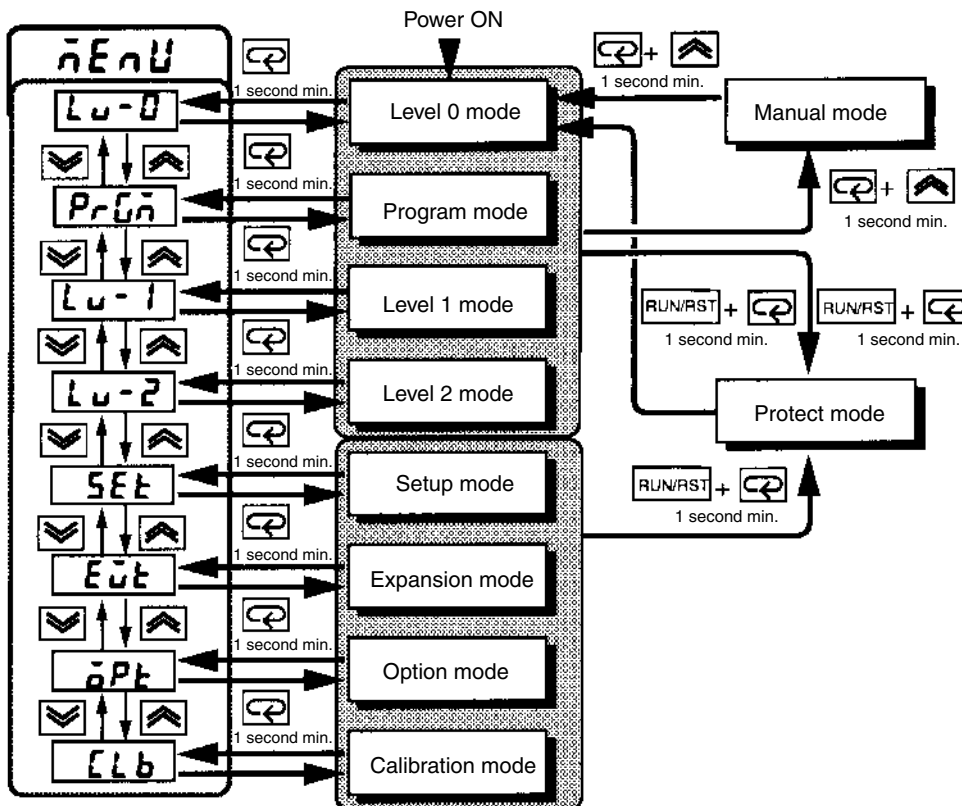 Power ON
mEnU
Lu-0
1 second min.
Level 0 mode
+
1 second min.
Manual mode
PrGm
1 second min.
Program mode
+
1 second min.
Lu-1
1 second min.
Level 1 mode
RUN/RST +
1 second min.
RUN/RST +
1 second min.
Lu-2
1 second min.
Level 2 mode
Protect mode
SEt
1 second min.
Setup mode
RUN/RST +
1 second min.
Eut
1 second min.
Expansion mode
oPt
1 second min.
Option mode
CLb
1 second min.
Calibration mode